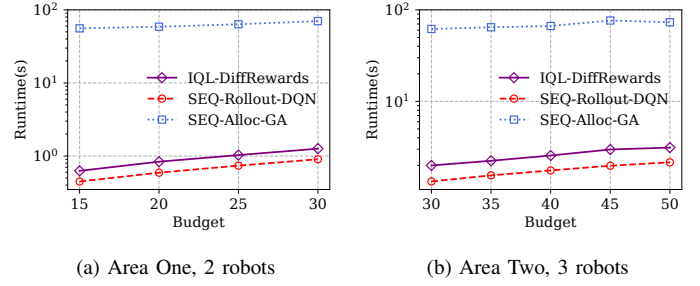 10²
10¹
10⁰
Runtime(s)
IQL-DiffRewards
SEQ-Rollout-DQN
SEQ-Alloc-GA
15 20 25 30
Budget
(a) Area One, 2 robots
10²
10¹
Runtime(s)
IQL-DiffRewards
SEQ-Rollout-DQN
SEQ-Alloc-GA
30 35 40 45 50
Budget
(b) Area Two, 3 robots